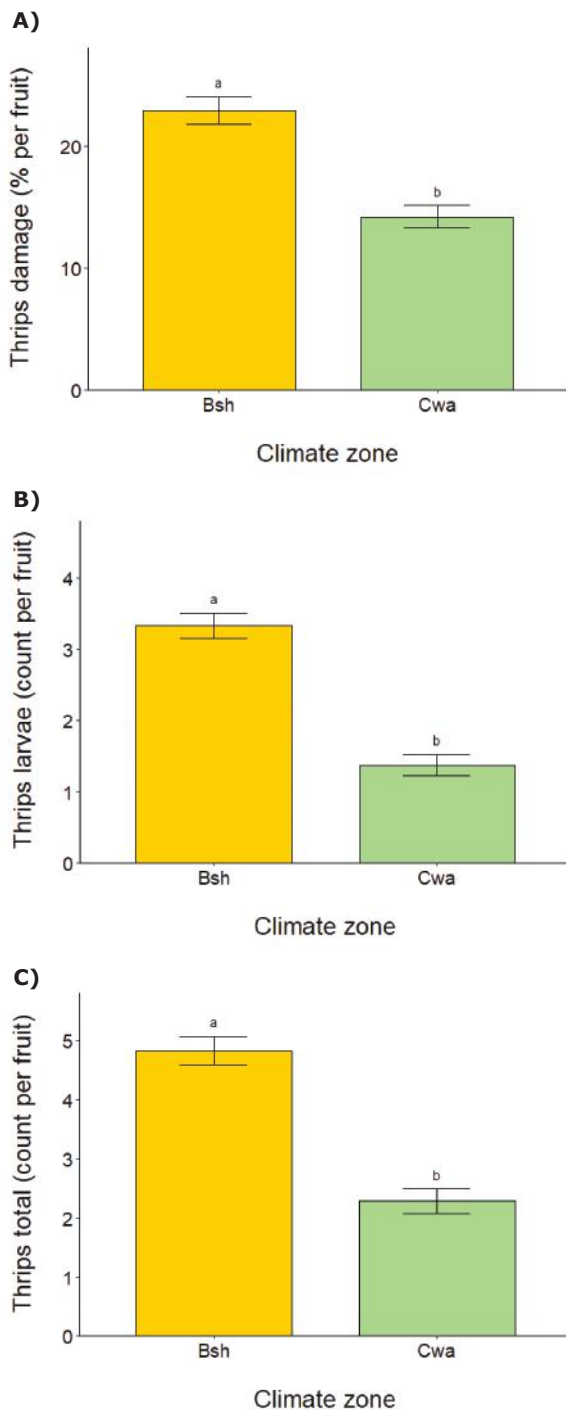 A)
Thrips damage (% per fruit)
20
10
0
a
b
Bsh Cwa
Climate zone
B)
Thrips larvae (count per fruit)
4
3
2
1
0
a
b
Bsh Cwa
Climate zone
C)
Thrips total (count per fruit)
5
4
3
2
1
0
a
b
Bsh Cwa
Climate zone